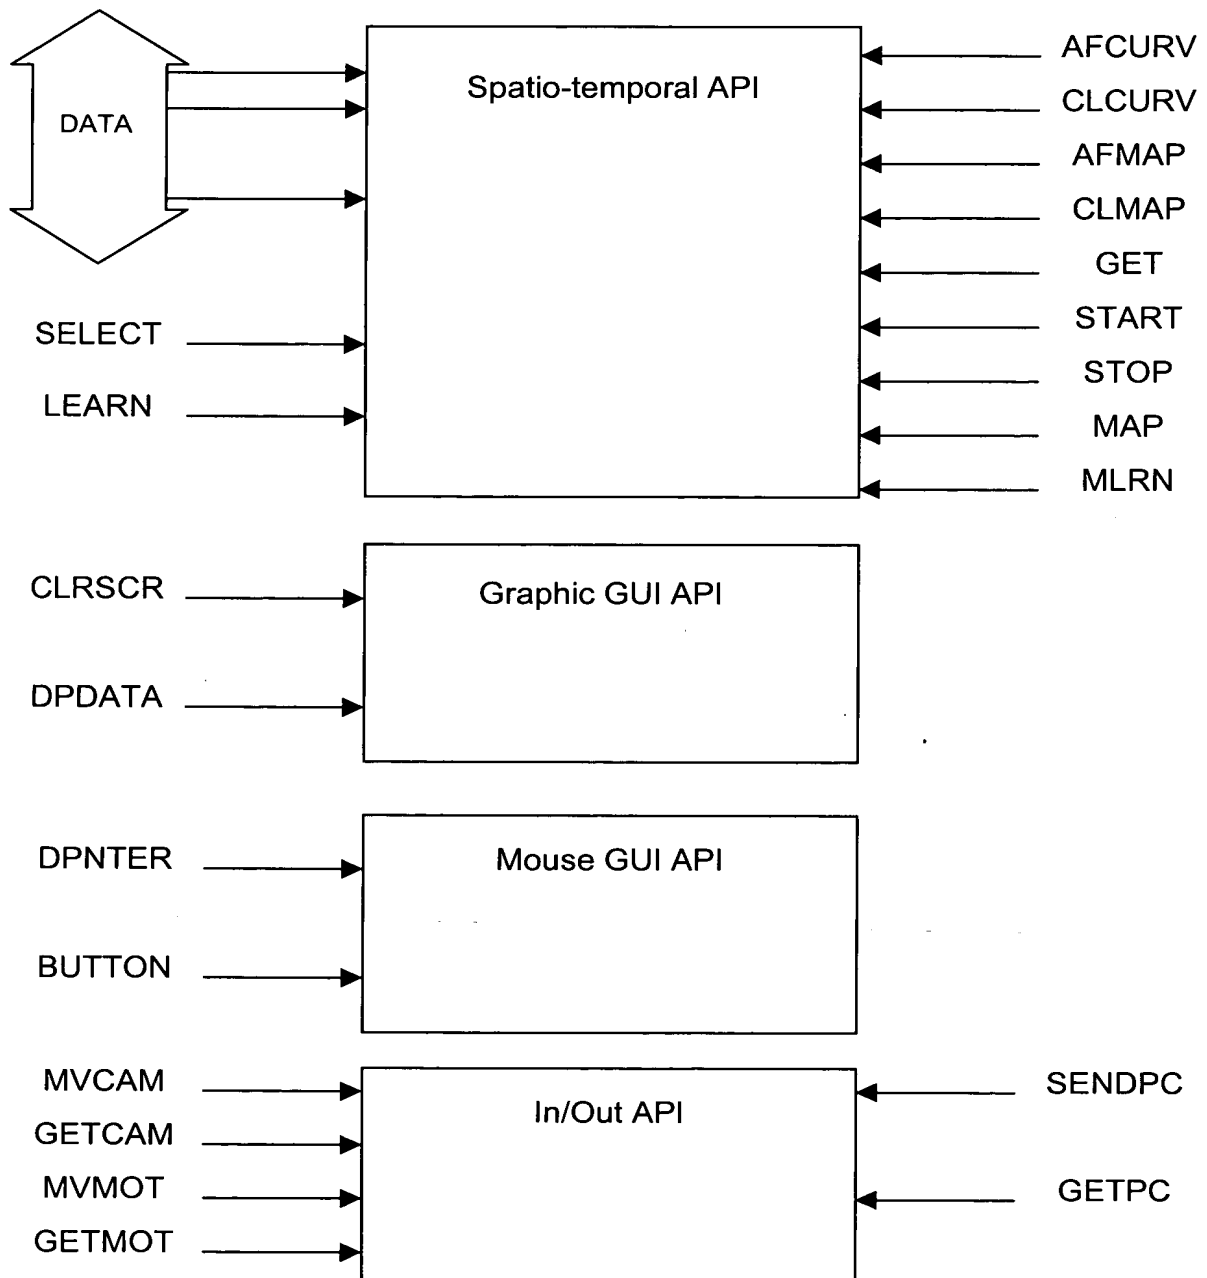 DATA
Spatio-temporal API
AFCURV
CLCURV
AFMAP
CLMAP
GET
START
STOP
MAP
MLRN
SELECT
LEARN
CLRSCR
Graphic GUI API
DPDATA
DPNTER
Mouse GUI API
BUTTON
MVCAM
GETCAM
MVMOT
GETMOT
In/Out API
SENDPC
GETPC